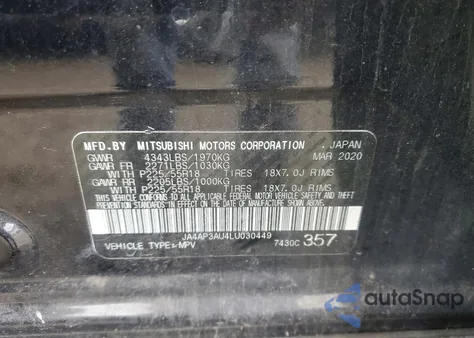 MFD.BY MITSUBISHI MOTORS CORPORATION . JAPAN
GVWR 4343LBS/1970KG MAR 2020
GAWR FR 2271LBS/1030KG
WITH P225/55R18 TIRES 18X7.0J RIMS
GAWR RR 2205LBS/1000KG
WITH P225/55R18 TIRES 18X7.0J RIMS
THIS VEHICLE CONFORMS TO ALL APPLICABLE
FEDERAL MOTOR VEHICLE SAFETY AND THEFT
PREVENTION STANDARDS IN EFFECT ON THE DATE
OF MANUFACTURE SHOWN ABOVE.
JA4AP3AU4LU030449
VEHICLE TYPE:MPV 7430C 357
autoSnap